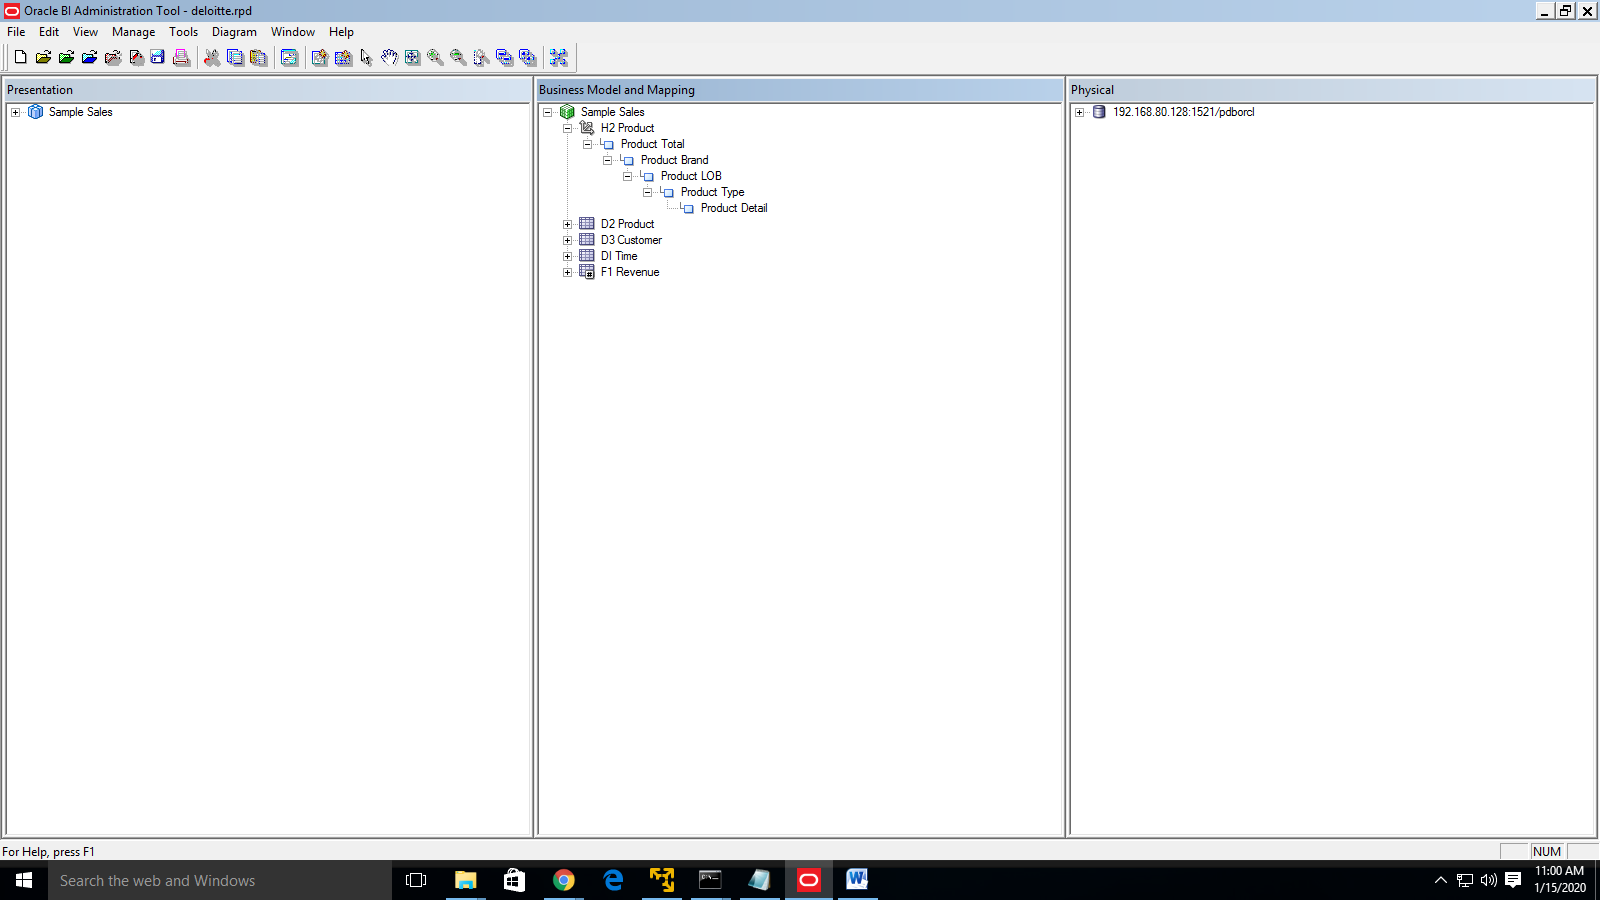 Oracle BI Administration Tool - deloitte.rpd
File Edit View Manage Tools Diagram Window Help
Presentation
Sample Sales
Business Model and Mapping
Sample Sales
H2 Product
Product Total
Product Brand
Product LOB
Product Type
Product Detail
D2 Product
D3 Customer
DI Time
F1 Revenue
Physical
192.168.80.128:1521/pdborcl
For Help, press F1
NUM
Search the web and Windows
11:00 AM
1/15/2020